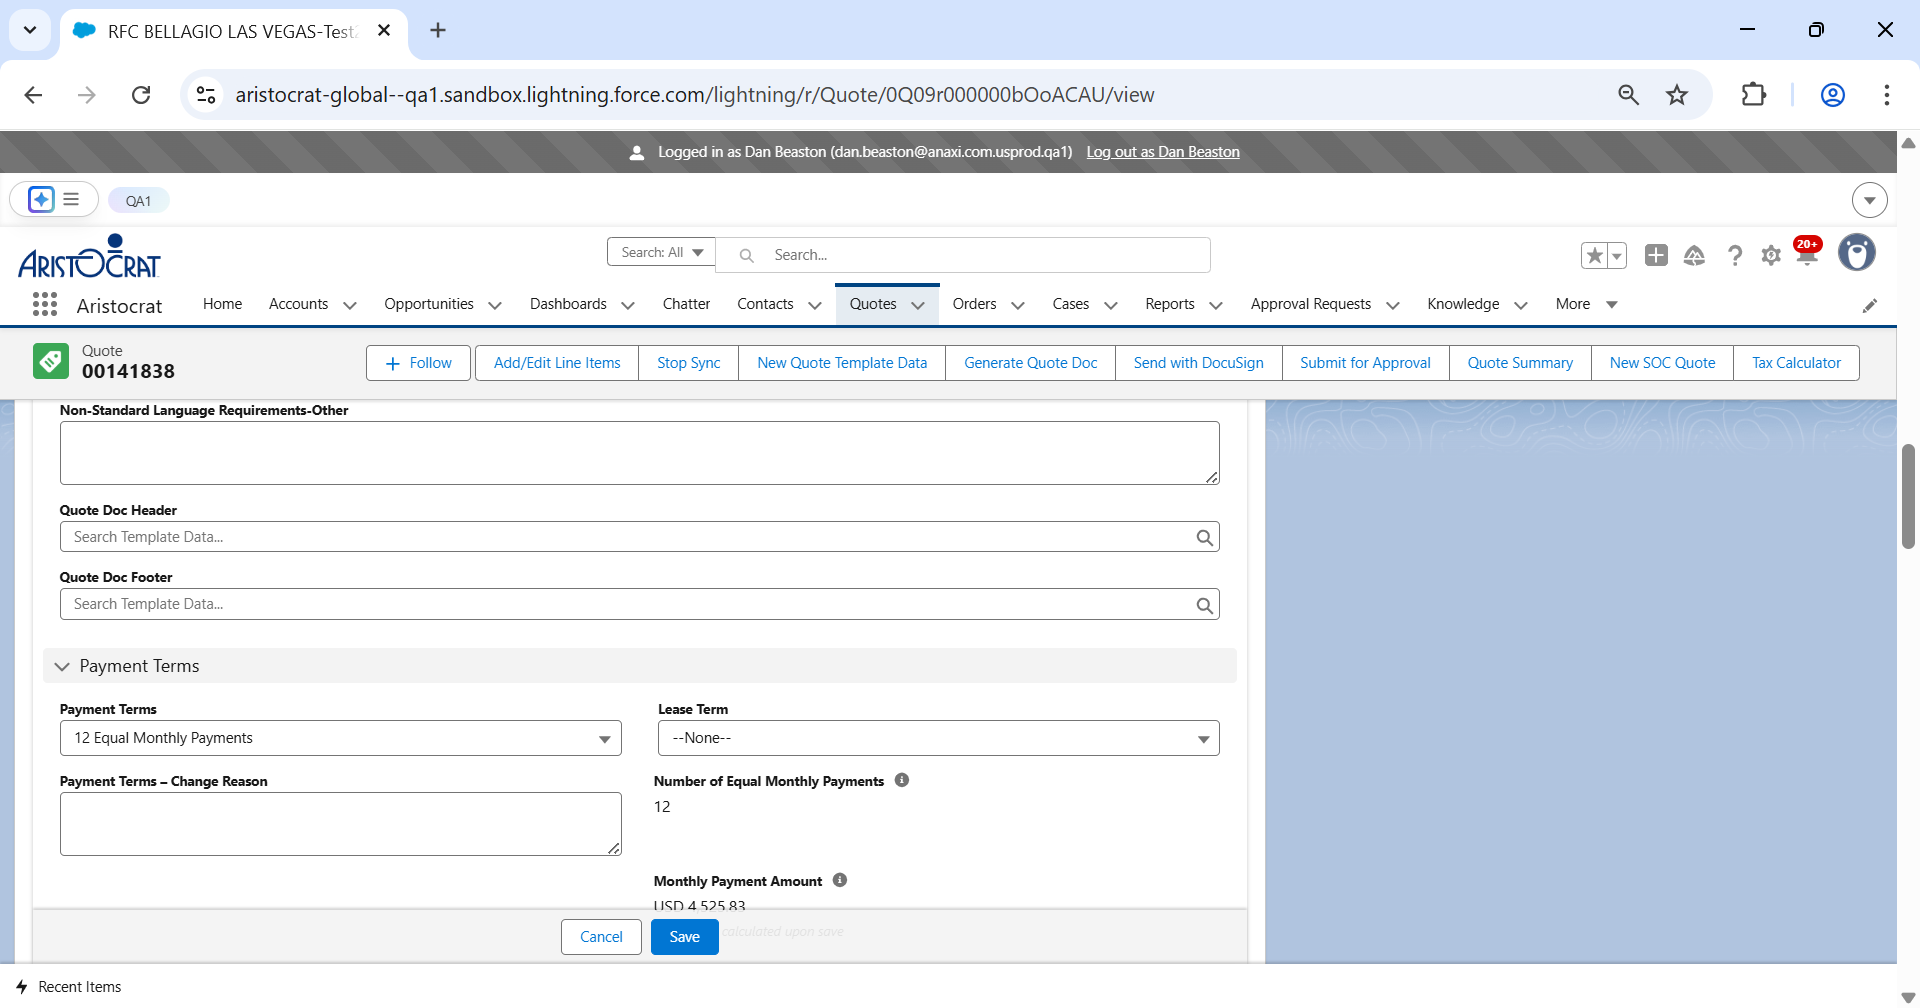 RFC BELLAGIO LAS VEGAS-Test
aristocrat-global--qa1.sandbox.lightning.force.com/lightning/r/Quote/0Q09r000000bOoACAU/view
Logged in as Dan Beaston (dan.beaston@anaxi.com.usprod.qa1) Log out as Dan Beaston
QA1
ARISTOCRAT
Search: All
Search...
20+
Aristocrat
Home Accounts Opportunities Dashboards Chatter Contacts Quotes Orders Cases Reports Approval Requests Knowledge More
Quote
00141838
Follow Add/Edit Line Items Stop Sync New Quote Template Data Generate Quote Doc Send with DocuSign Submit for Approval Quote Summary New SOC Quote Tax Calculator
Non-Standard Language Requirements-Other
Quote Doc Header
Search Template Data...
Quote Doc Footer
Search Template Data...
Payment Terms
Payment Terms Lease Term
12 Equal Monthly Payments --None--
Payment Terms – Change Reason Number of Equal Monthly Payments
12
Monthly Payment Amount
USD 4,525.83
calculated upon save
Cancel Save
Recent Items